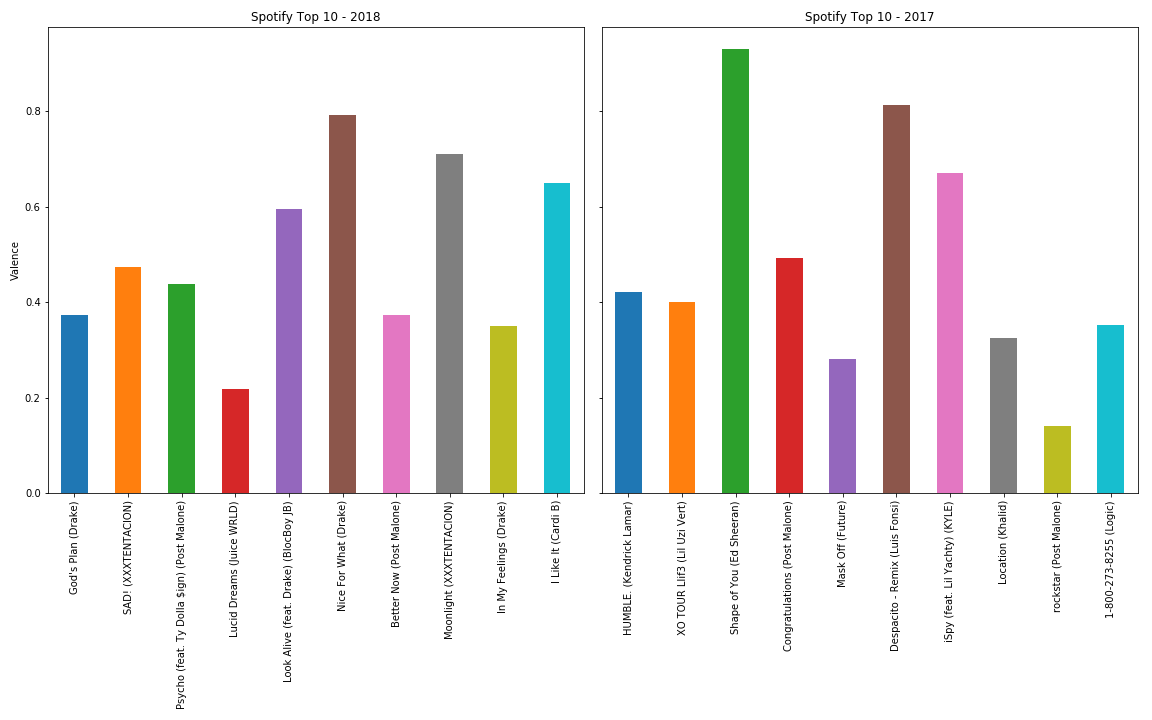 Spotify Top 10 - 2018
Valence
0.8
0.6
0.4
0.2
0.0
God's Plan (Drake)
SAD! (XXXTENTACION)
Psycho (feat. Ty Dolla $ign) (Post Malone)
Lucid Dreams (Juice WRLD)
Look Alive (feat. Drake) (BlocBoy JB)
Nice For What (Drake)
Better Now (Post Malone)
Moonlight (XXXTENTACION)
In My Feelings (Drake)
I Like It (Cardi B)
Spotify Top 10 - 2017
HUMBLE. (Kendrick Lamar)
XO TOUR Llif3 (Lil Uzi Vert)
Shape of You (Ed Sheeran)
Congratulations (Post Malone)
Mask Off (Future)
Despacito - Remix (Luis Fonsi)
iSpy (feat. Lil Yachty) (KYLE)
Location (Khalid)
rockstar (Post Malone)
1-800-273-8255 (Logic)